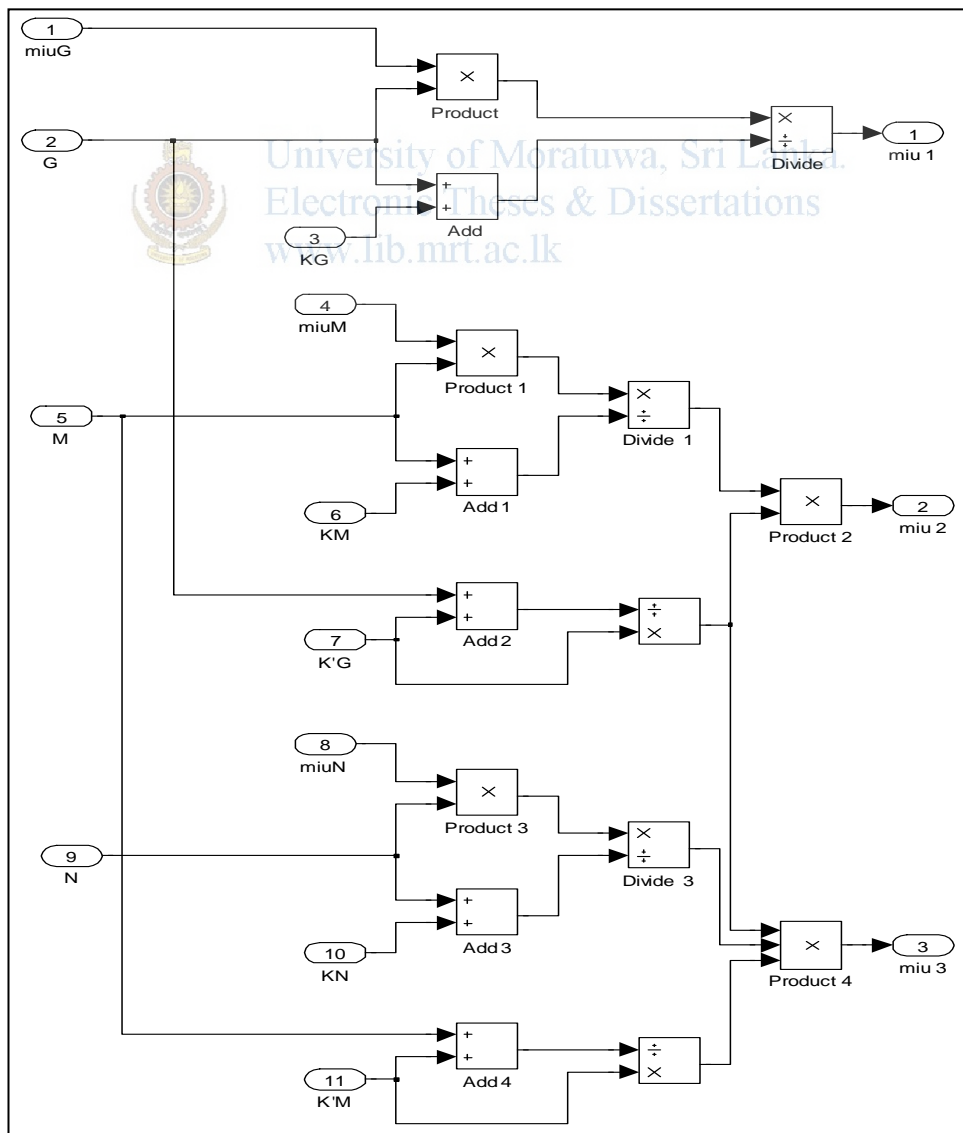 1
miuG
×
Product
2
G
×
÷
Divide
1
miu 1
University of Moratuwa, Sri Lanka.
Electronic Theses & Dissertations
www.lib.mrt.ac.lk
+
+
Add
3
KG
4
miuM
×
Product 1
5
M
×
÷
Divide 1
+
+
Add 1
6
KM
×
Product 2
2
miu 2
+
+
Add 2
7
K'G
÷
×
8
miuN
×
Product 3
9
N
×
÷
Divide 3
+
+
Add 3
10
KN
×
Product 4
3
miu 3
+
+
Add 4
11
K'M
÷
×